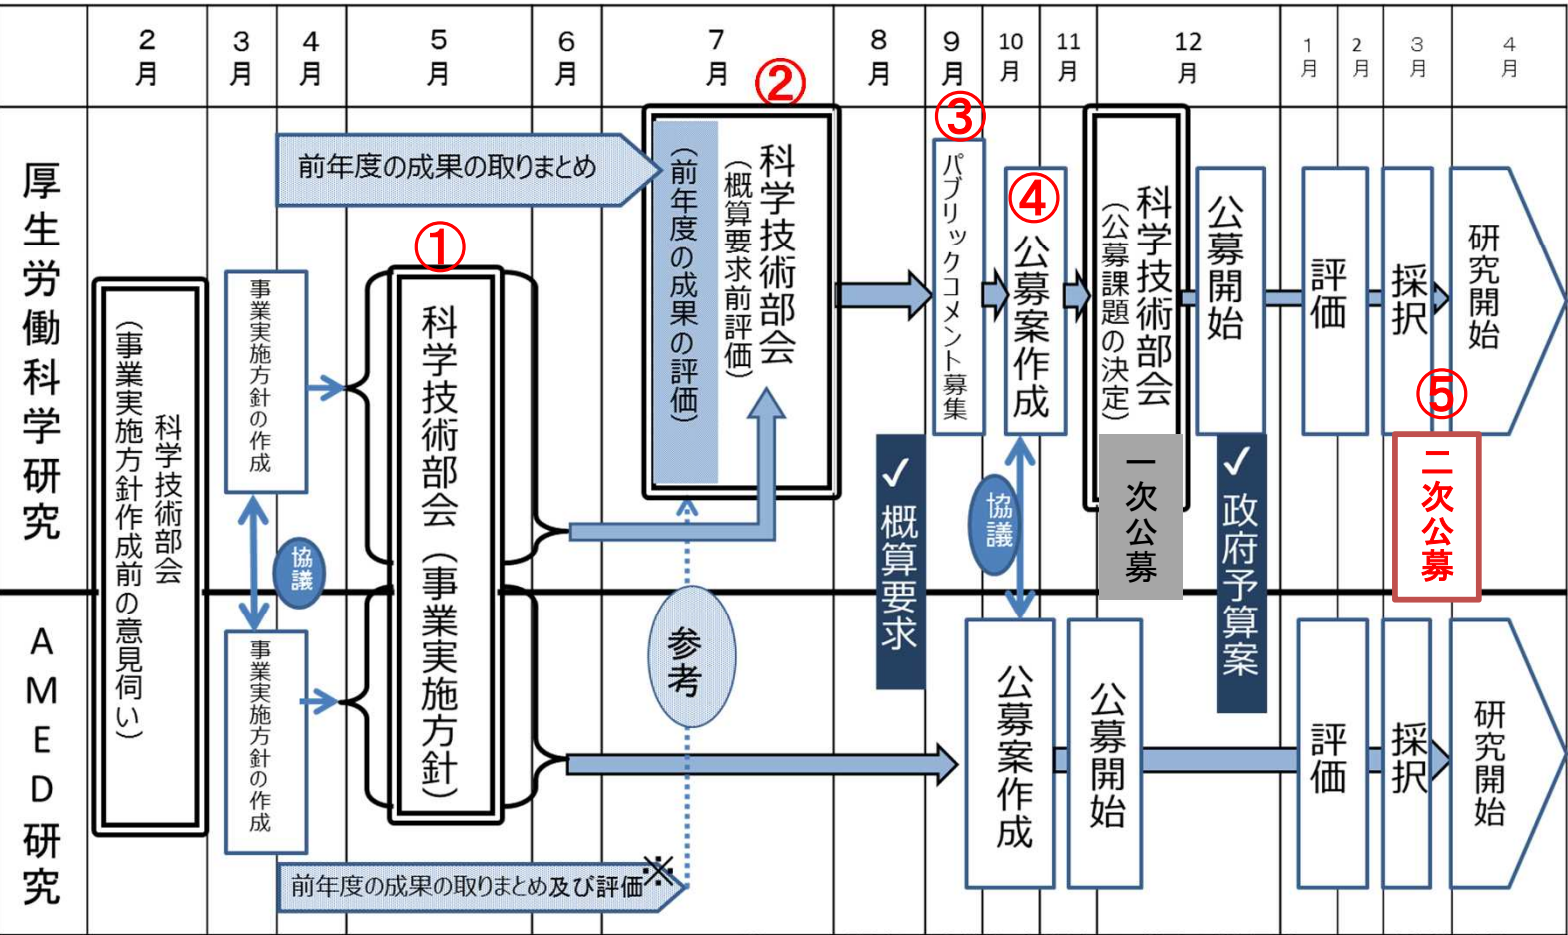 2月
3月
4月
5月
6月
7月
8月
9月
10月
11月
12月
1月
2月
3月
4月
厚生労働科学研究
科学技術部会
（事業実施方針作成前の意見伺い）
事業実施方針の作成
協議
前年度の成果の取りまとめ
①
科学技術部会（事業実施方針）
②
科学技術部会
（概算要求前評価）
（前年度の成果の評価）
③
パブリックコメント募集
④
公募案作成
科学技術部会
（公募課題の決定）
公募開始
評価
採択
研究開始
⑤
✓概算要求
協議
一次公募
✓政府予算案
二次公募
AMED研究
事業実施方針の作成
参考
前年度の成果の取りまとめ及び評価※
公募案作成
公募開始
評価
採択
研究開始